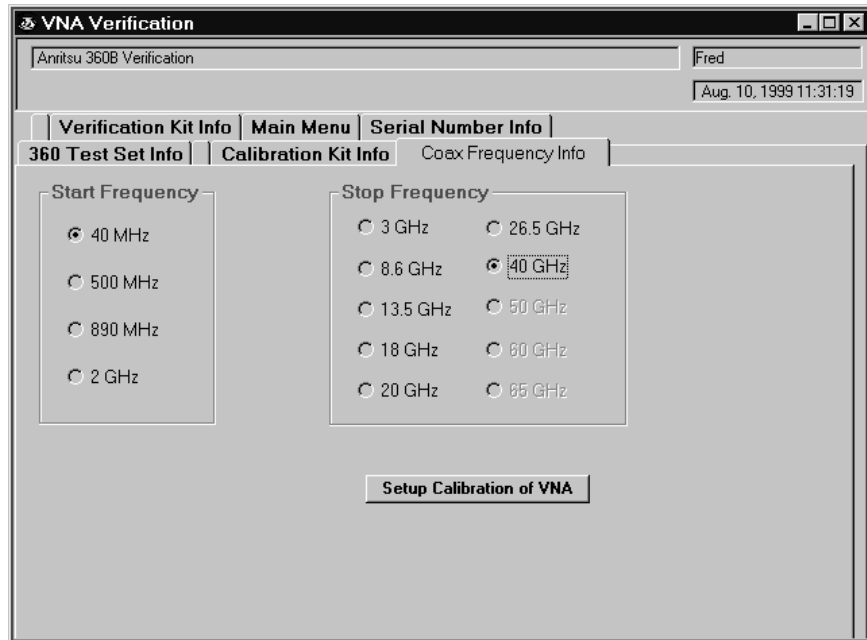 VNA Verification
Anritsu 360B Verification
Fred
Aug. 10, 1999 11:31:19
Verification Kit Info
Main Menu
Serial Number Info
360 Test Set Info
Calibration Kit Info
Coax Frequency Info
Start Frequency
40 MHz
500 MHz
890 MHz
2 GHz
Stop Frequency
3 GHz
8.6 GHz
13.5 GHz
18 GHz
20 GHz
26.5 GHz
40 GHz
50 GHz
60 GHz
65 GHz
Setup Calibration of VNA